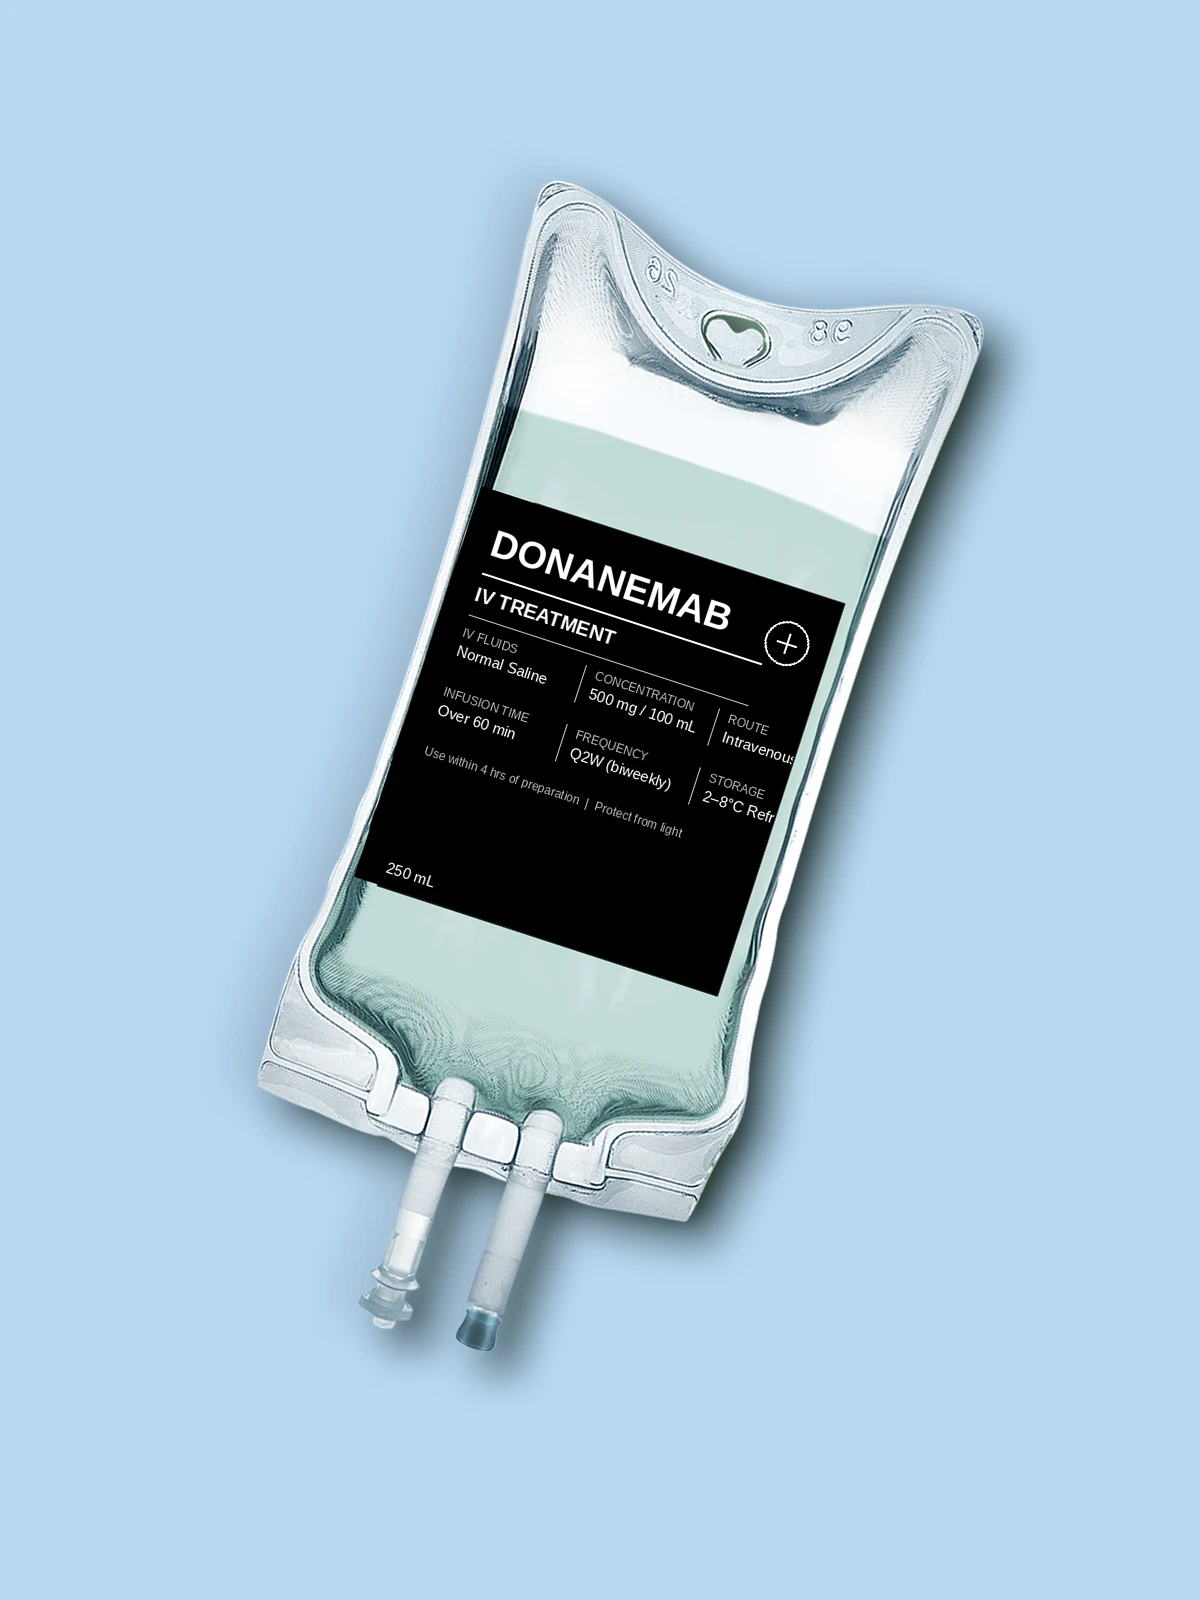 DONANEMAB
IV TREATMENT
IV FLUIDS
Normal Saline
CONCENTRATION
500 mg / 100 mL
ROUTE
Intravenous
INFUSION TIME
Over 60 min
FREQUENCY
Q2W (biweekly)
STORAGE
2–8°C Refr
Use within 4 hrs of preparation | Protect from light
250 mL